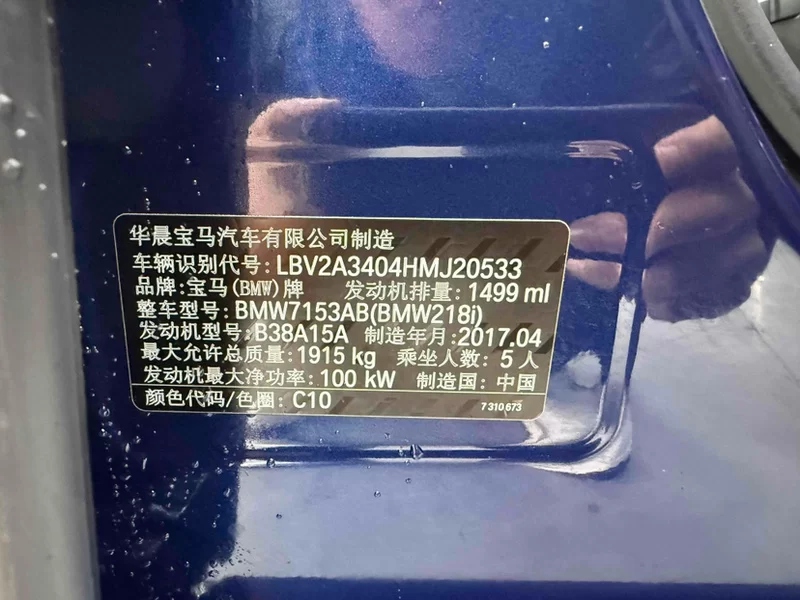 华晨宝马汽车有限公司制造
车辆识别代号: LBV2A3404HMJ20533
品牌:宝马(BMW)牌 发动机排量: 1499 ml
整车型号: BMW7153AB(BMW218i)
发动机型号: B38A15A 制造年月: 2017.04
最大允许总质量: 1915 kg 乘坐人数: 5 人
发动机最大净功率: 100 kW 制造国: 中国
颜色代码/色圈: C10 7310673